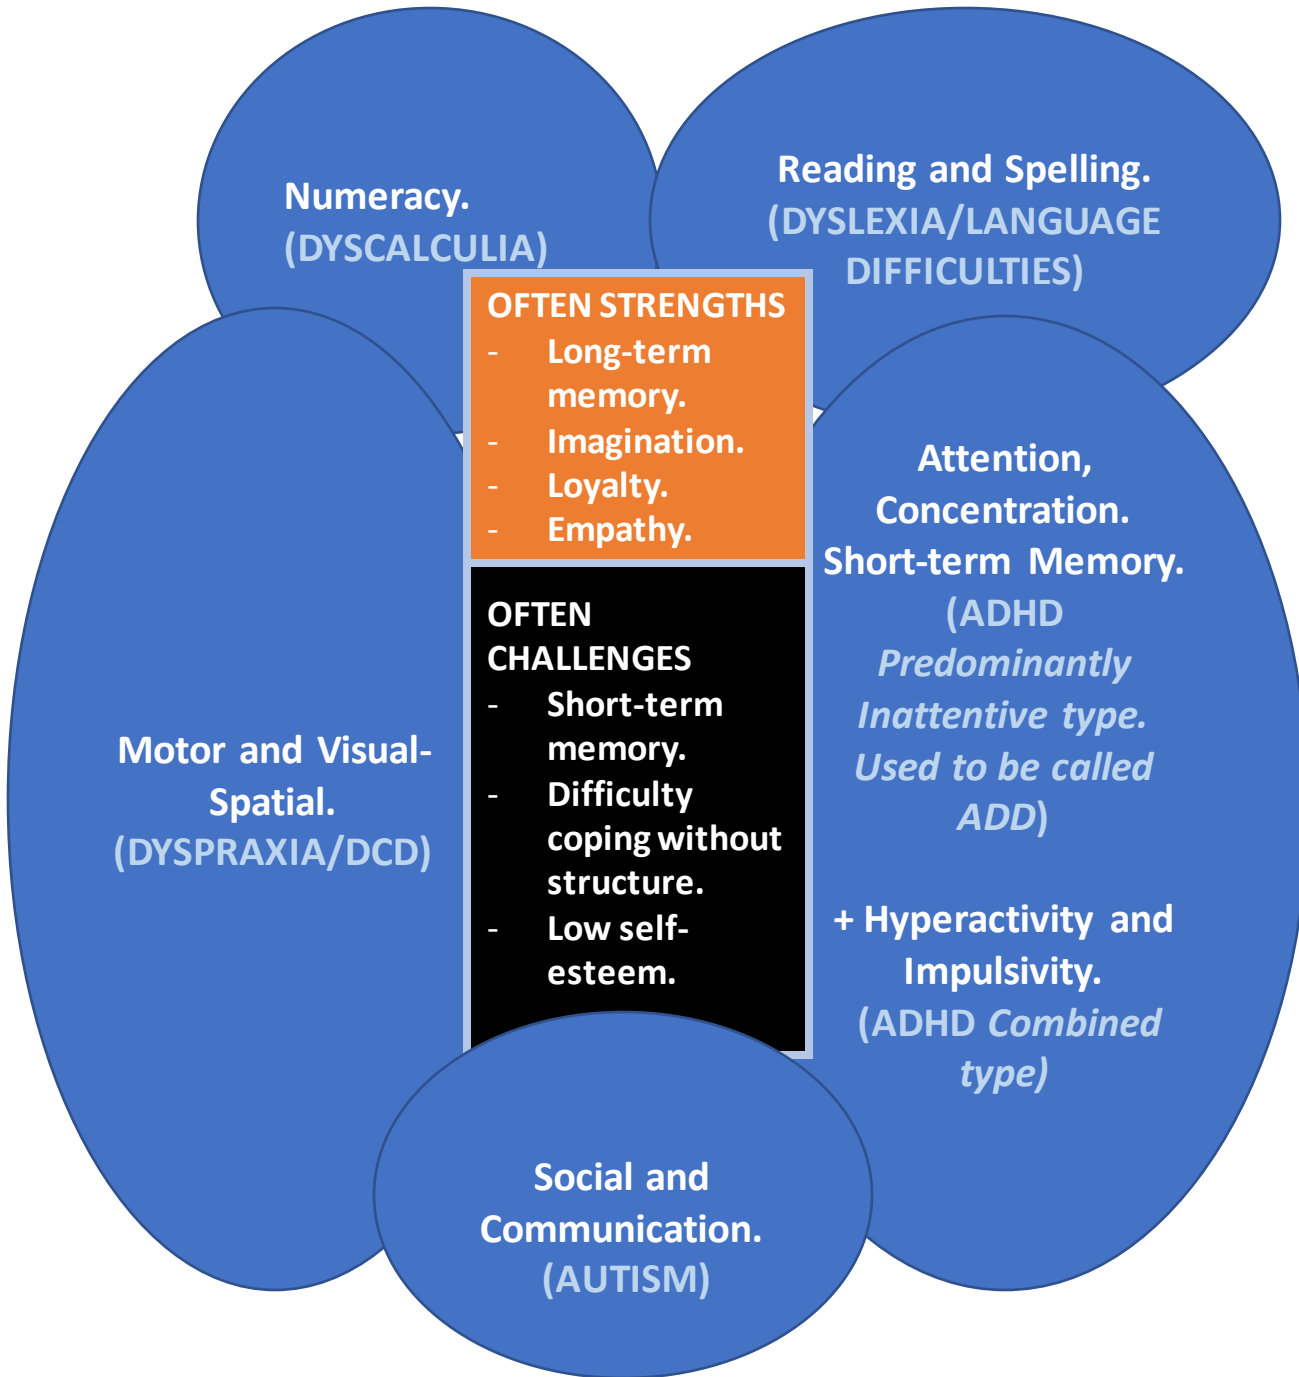 Numeracy.
(DYSCALCULIA)
Reading and Spelling.
(DYSLEXIA/LANGUAGE
DIFFICULTIES)
OFTEN STRENGTHS
- Long-term
memory.
- Imagination.
- Loyalty.
- Empathy.
OFTEN
CHALLENGES
- Short-term
memory.
- Difficulty
coping without
structure.
- Low self-
esteem.
Motor and Visual-
Spatial.
(DYSPRAXIA/DCD)
Attention,
Concentration.
Short-term Memory.
(ADHD
Predominantly
Inattentive type.
Used to be called
ADD)
+ Hyperactivity and
Impulsivity.
(ADHD Combined
type)
Social and
Communication.
(AUTISM)